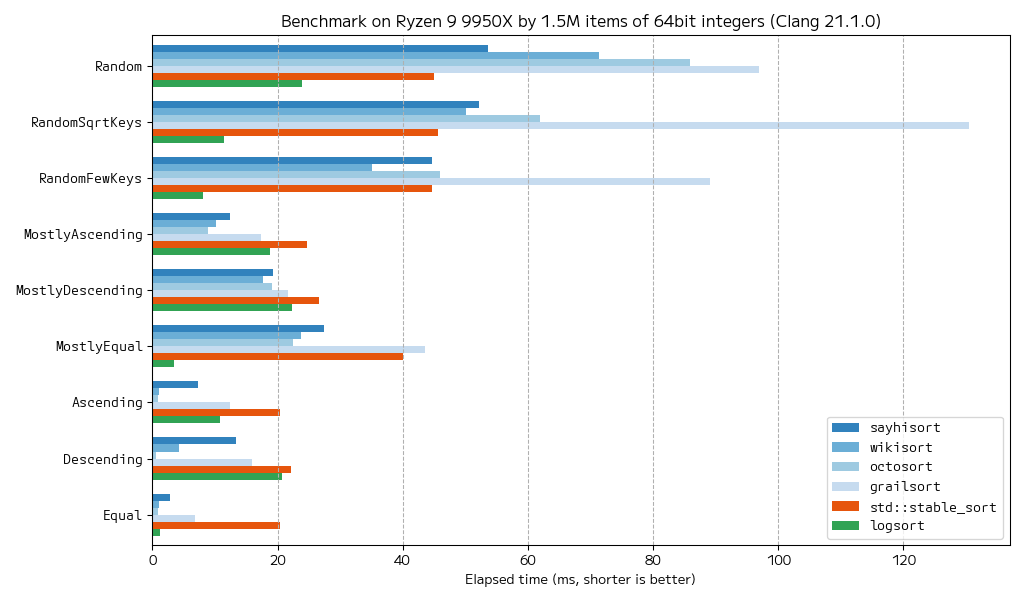 Benchmark on Ryzen 9 9950X by 1.5M items of 64bit integers (Clang 21.1.0)
Random
RandomSqrtKeys
RandomFewKeys
MostlyAscending
MostlyDescending
MostlyEqual
Ascending
Descending
Equal
sayhisort
wikisort
octosort
grailsort
std::stable_sort
logsort
0 20 40 60 80 100 120
Elapsed time (ms, shorter is better)